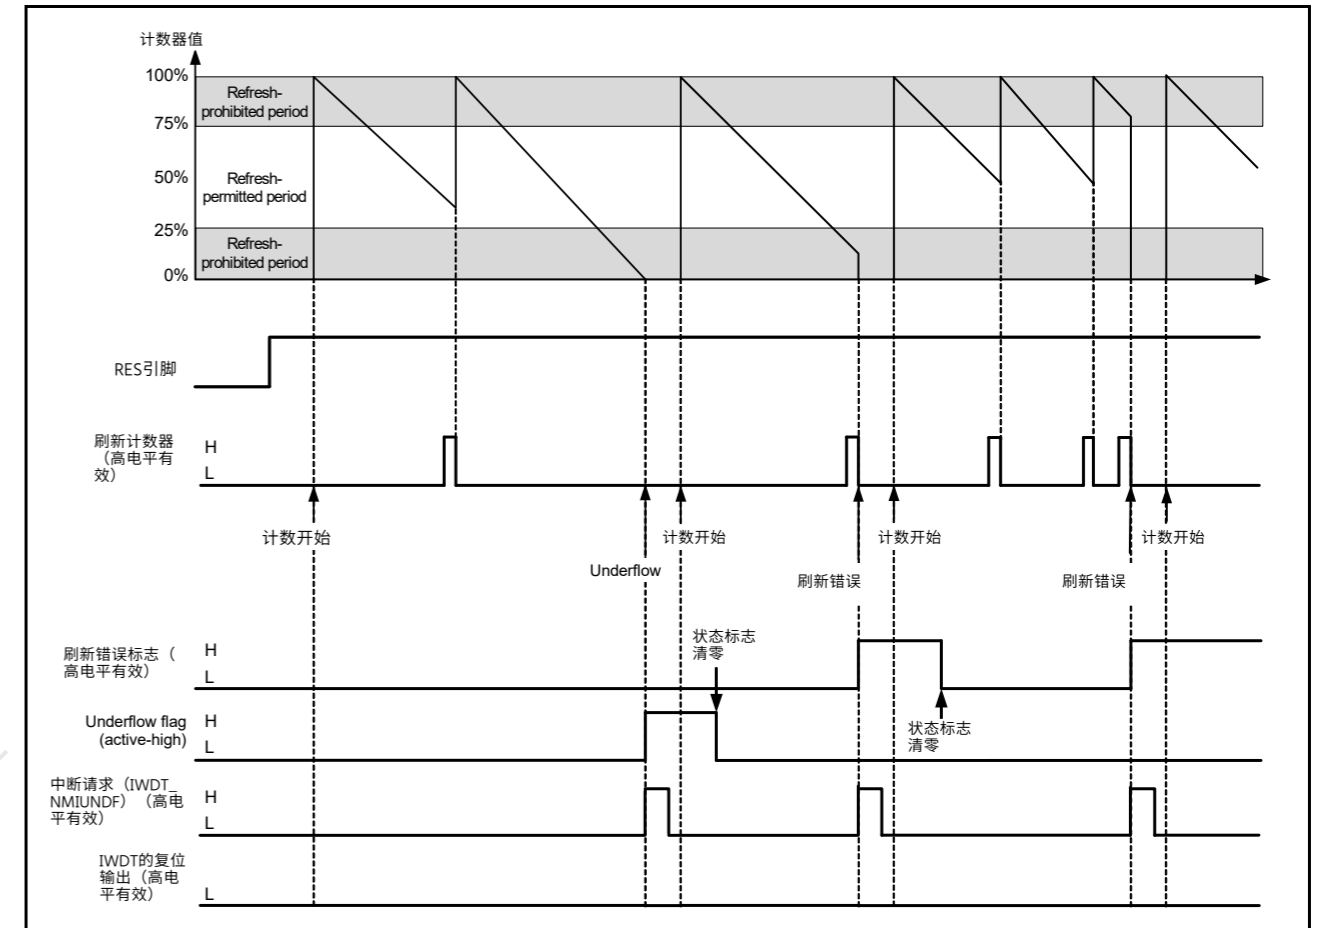 计数器值
100%
Refresh-
prohibited period
75%
50%
Refresh-
permitted period
25%
Refresh-
prohibited period
0%
RES引脚
刷新计数器
（高电平有
效）
H
L
计数开始
计数开始
计数开始
计数开始
Underflow
刷新错误
刷新错误
状态标志
清零
刷新错误标志（
高电平有效）
H
L
Underflow flag
(active-high)
H
L
状态标志
清零
中断请求（IWDT_
NMIUNDF）（高电
平有效）
H
L
IWDT的复位
输出（高电
平有效）
L